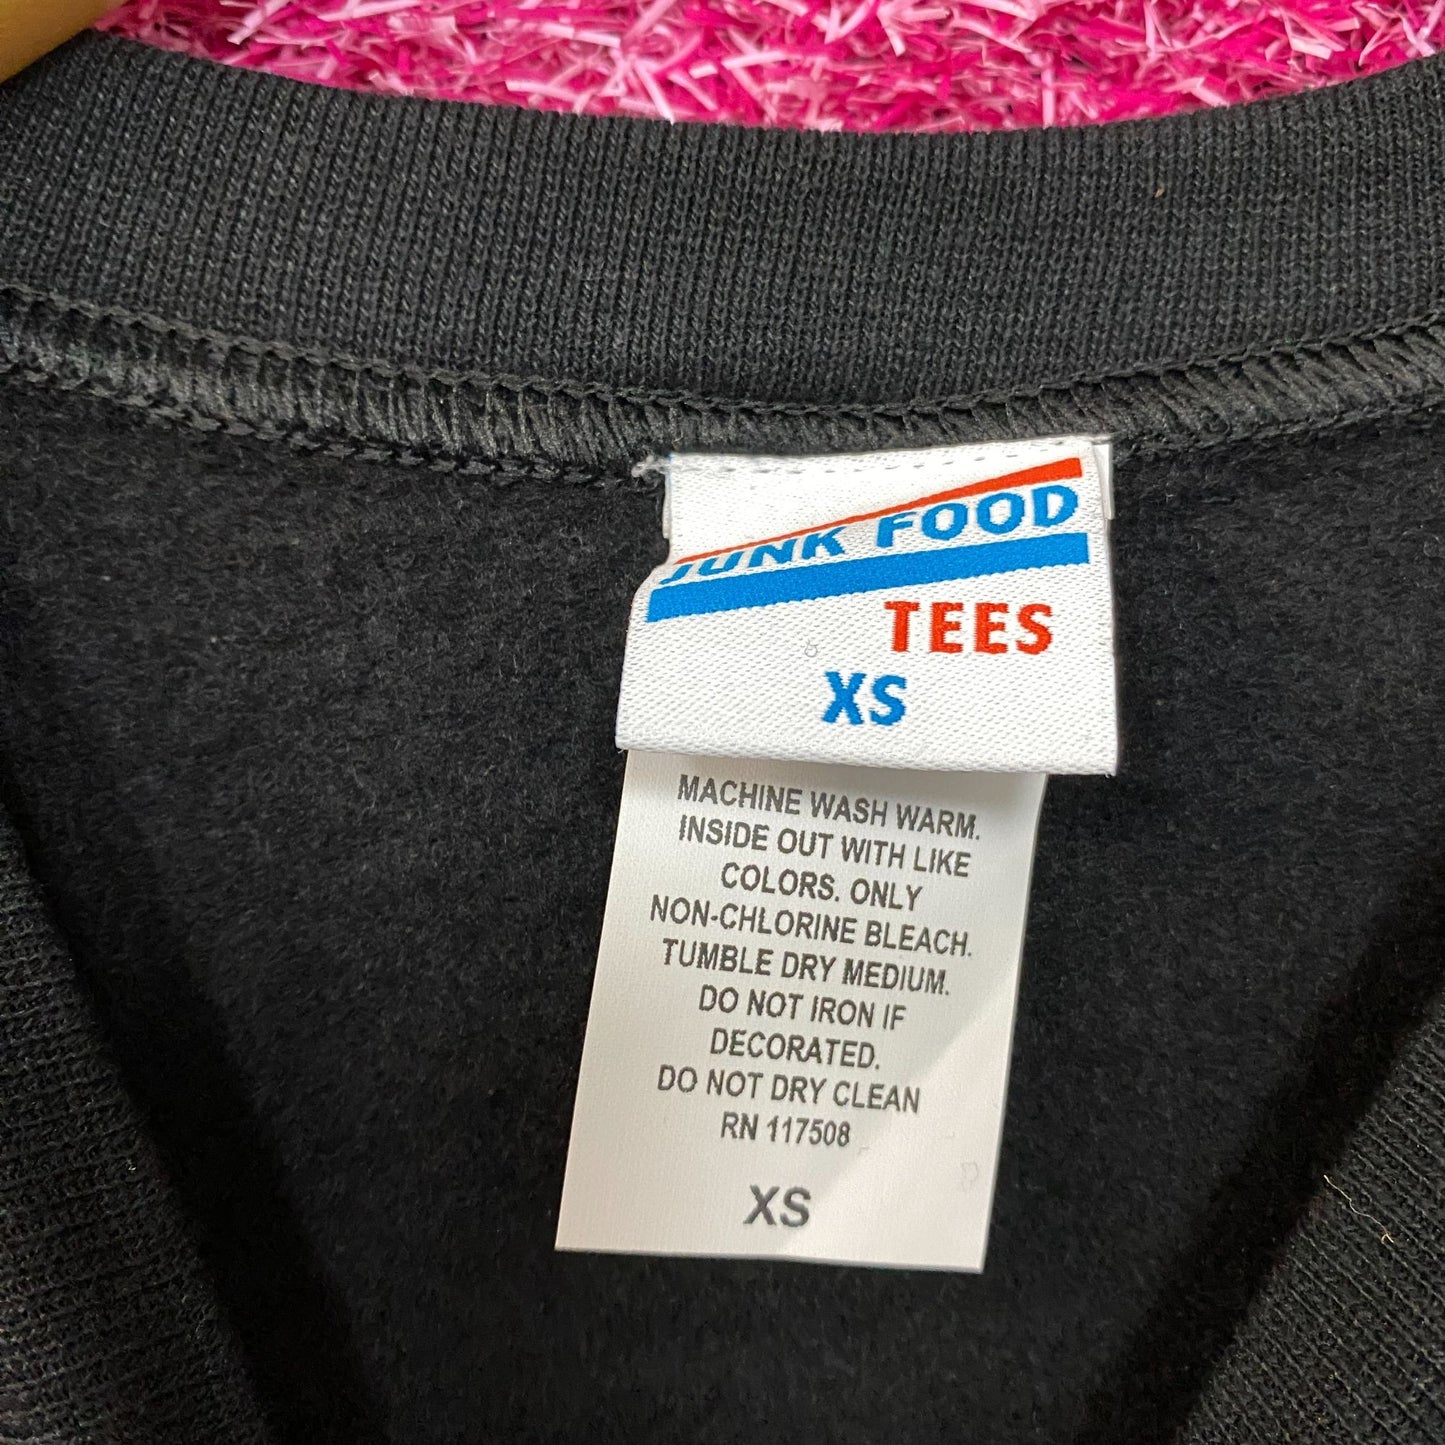 JUNK FOOD
TEES
XS
MACHINE WASH WARM.
INSIDE OUT WITH LIKE
COLORS. ONLY
NON-CHLORINE BLEACH.
TUMBLE DRY MEDIUM.
DO NOT IRON IF
DECORATED.
DO NOT DRY CLEAN
RN 117508
XS